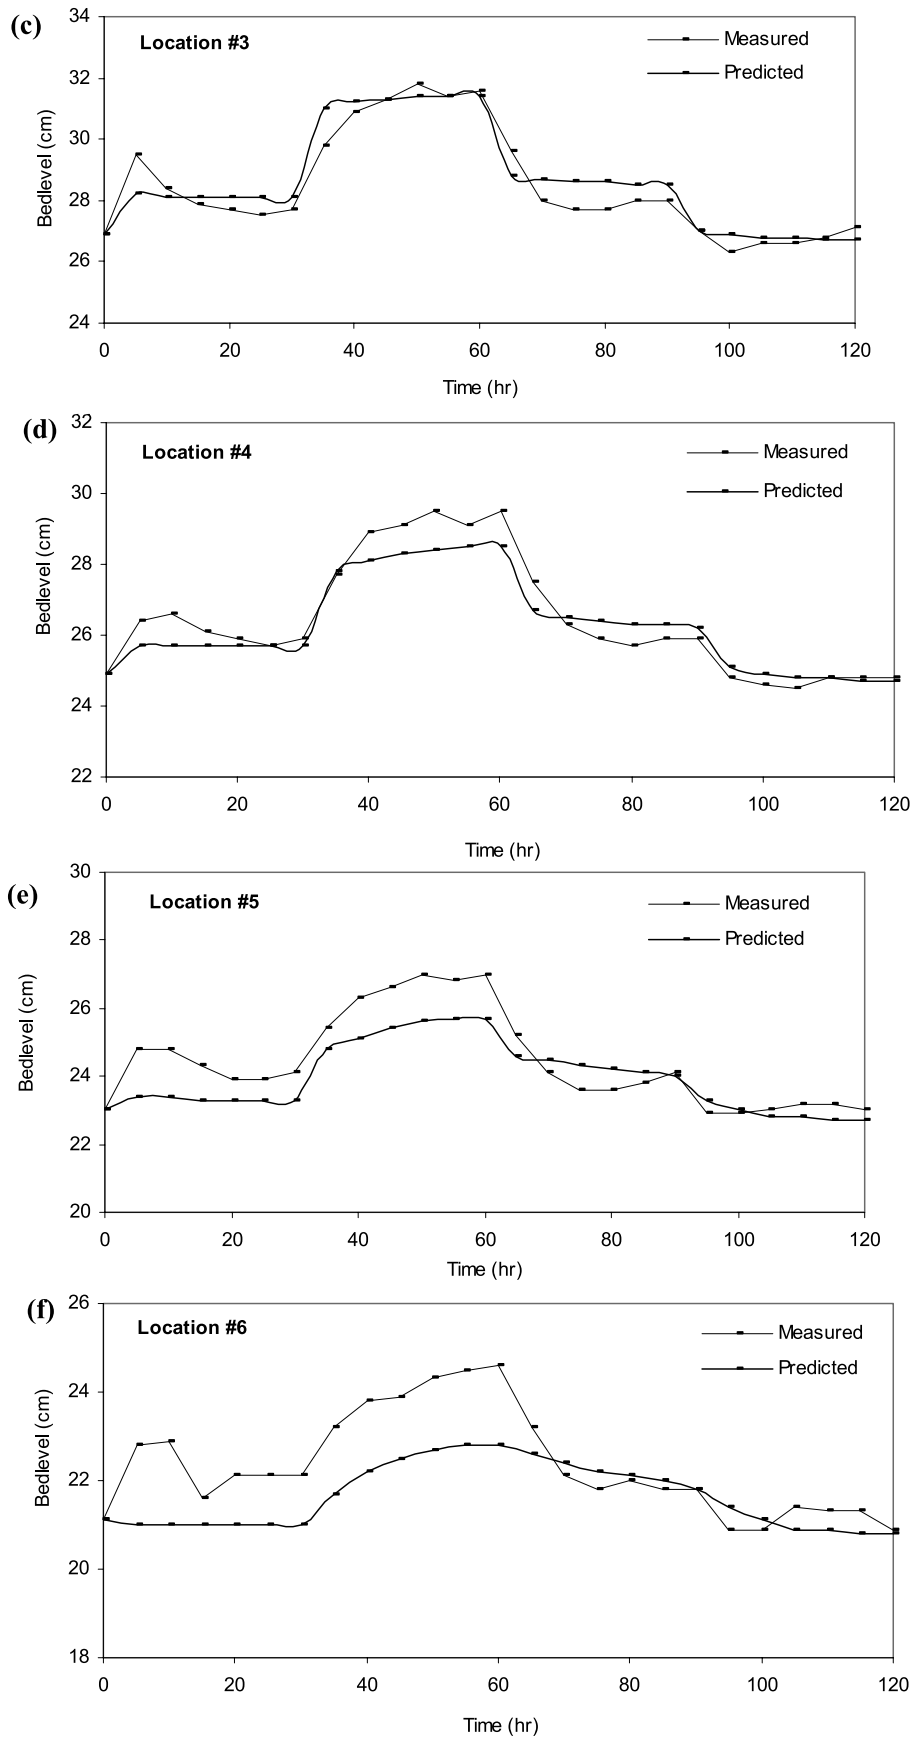 (c)
34
Location #3
Measured
Predicted
32
30
28
26
24
Bedlevel (cm)
0 20 40 60 80 100 120
Time (hr)
(d)
32
Location #4
Measured
Predicted
30
28
26
24
22
Bedlevel (cm)
0 20 40 60 80 100 120
Time (hr)
(e)
30
Location #5
Measured
Predicted
28
26
24
22
20
Bedlevel (cm)
0 20 40 60 80 100 120
Time (hr)
(f)
26
Location #6
Measured
Predicted
24
22
20
18
Bedlevel (cm)
0 20 40 60 80 100 120
Time (hr)